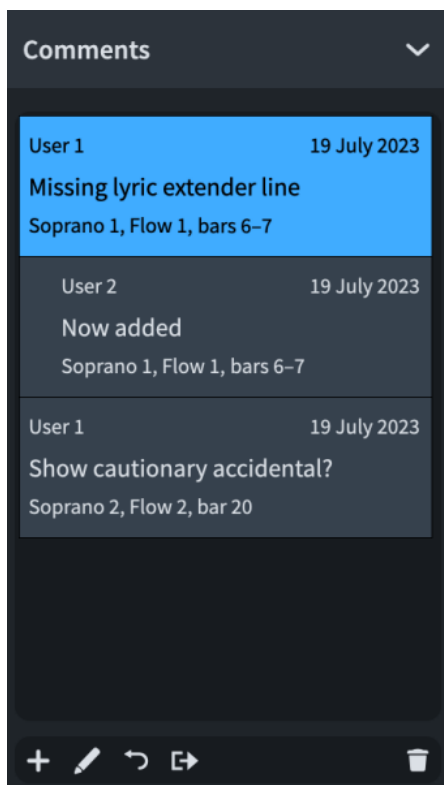 Comments
User 1 19 July 2023
Missing lyric extender line
Soprano 1, Flow 1, bars 6–7
User 2 19 July 2023
Now added
Soprano 1, Flow 1, bars 6–7
User 1 19 July 2023
Show cautionary accidental?
Soprano 2, Flow 2, bar 20